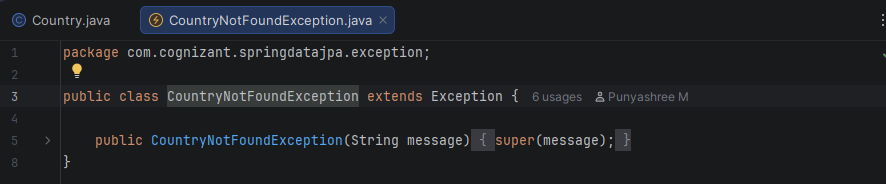 Country.java CountryNotFoundException.java
1 package com.cognizant.springdatajpa.exception;
2
3 public class CountryNotFoundException extends Exception { 6 usages Punyashree M
4
5 public CountryNotFoundException(String message) { super(message); }
8 }